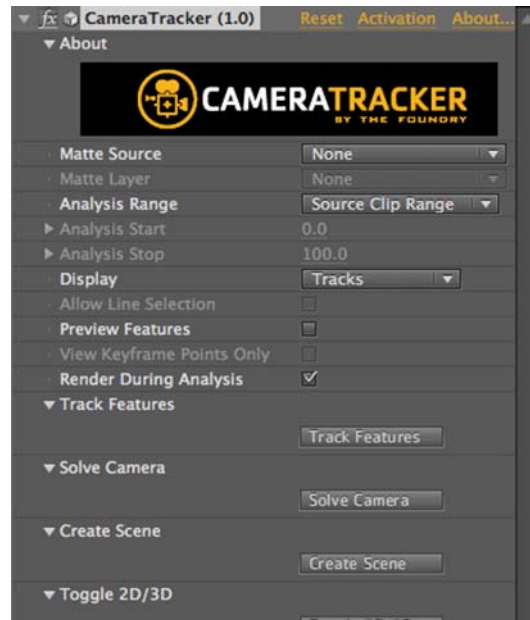 fx CameraTracker (1.0) Reset Activation About...
About
CAMERATRACKER
BY THE FOUNDRY
Matte Source None
Matte Layer None
Analysis Range Source Clip Range
Analysis Start 0.0
Analysis Stop 100.0
Display Tracks
Allow Line Selection
Preview Features
View Keyframe Points Only
Render During Analysis
Track Features
Track Features
Solve Camera
Solve Camera
Create Scene
Create Scene
Toggle 2D/3D